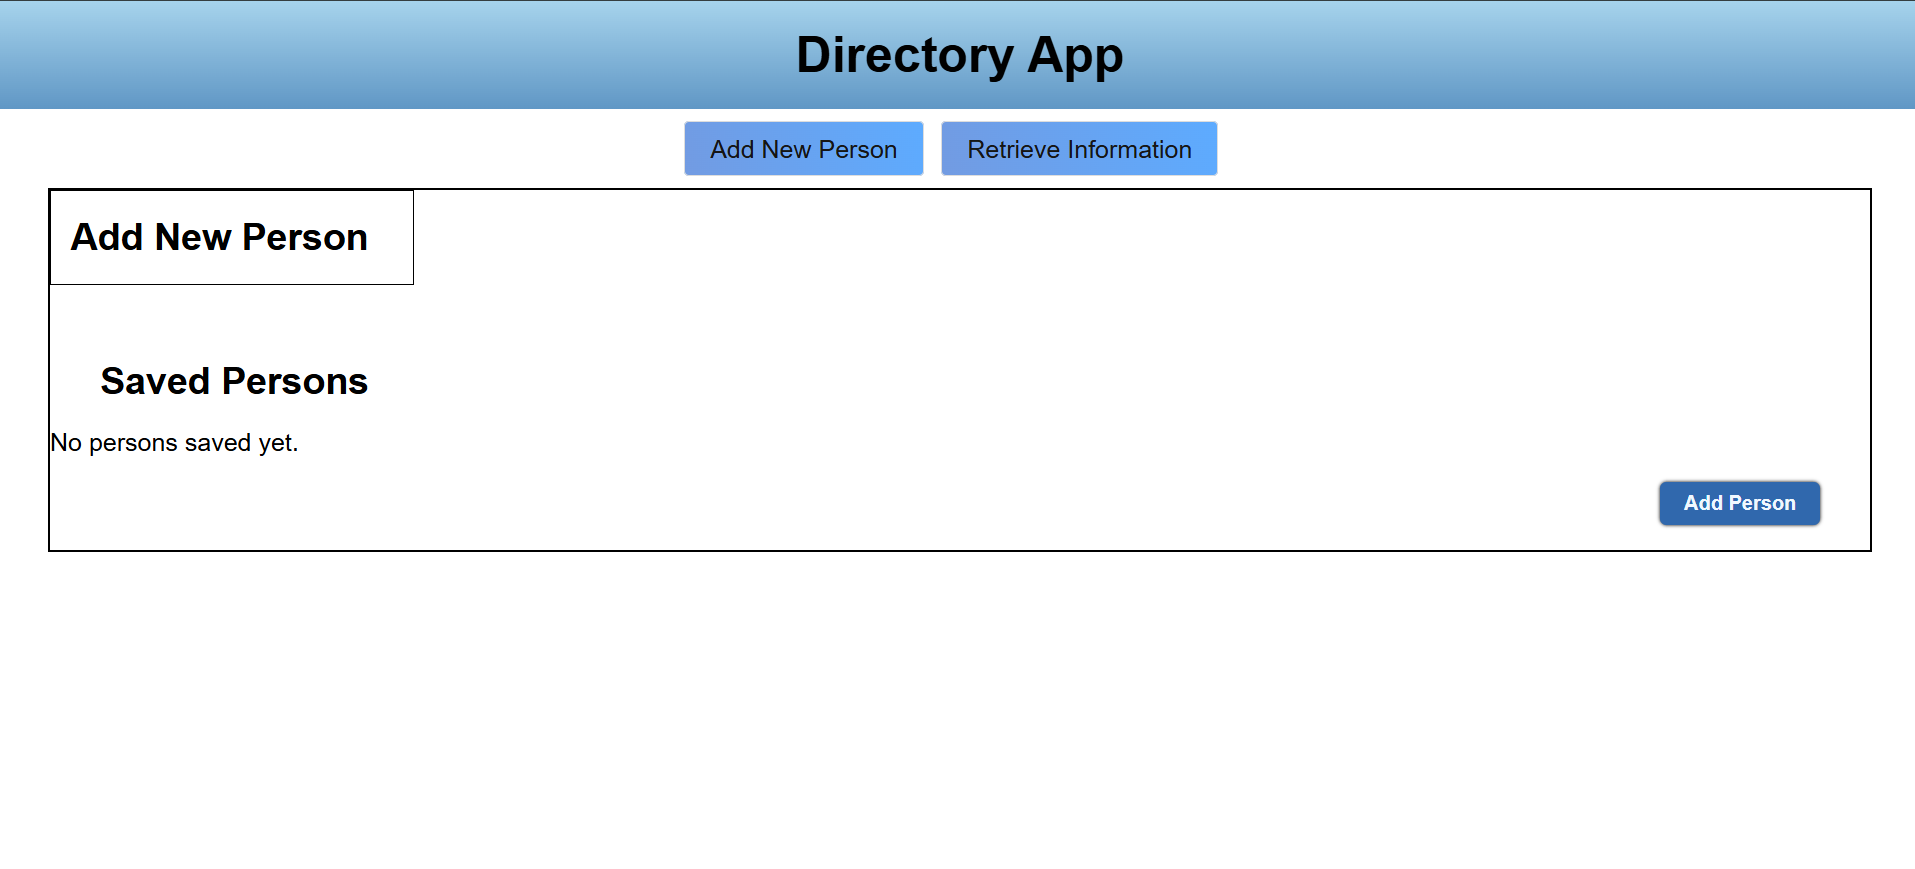 Directory App
Add New Person
Retrieve Information
Add New Person
Saved Persons
No persons saved yet.
Add Person